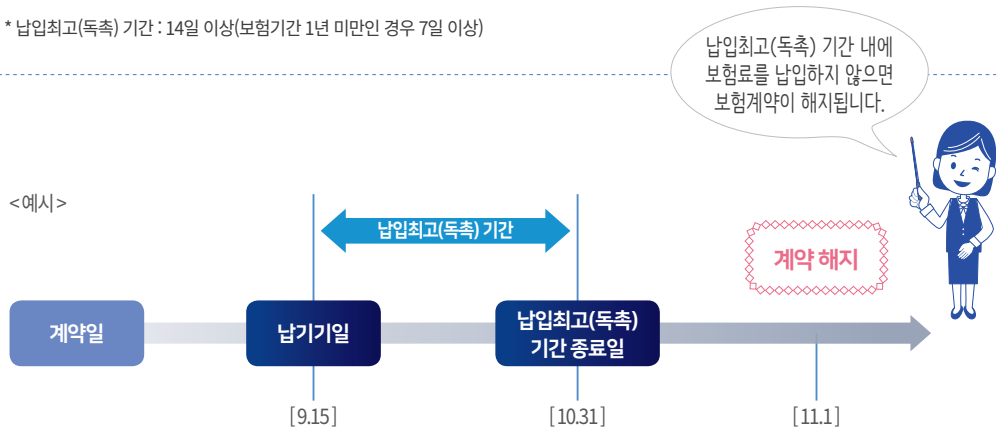 * 납입최고(독촉) 기간 : 14일 이상(보험기간 1년 미만인 경우 7일 이상)
납입최고(독촉) 기간 내에
보험료를 납입하지 않으면
보험계약이 해지됩니다.
<예시>
납입최고(독촉) 기간
계약 해지
계약일
납기기일
납입최고(독촉)
기간 종료일
[9.15]
[10.31]
[11.1]